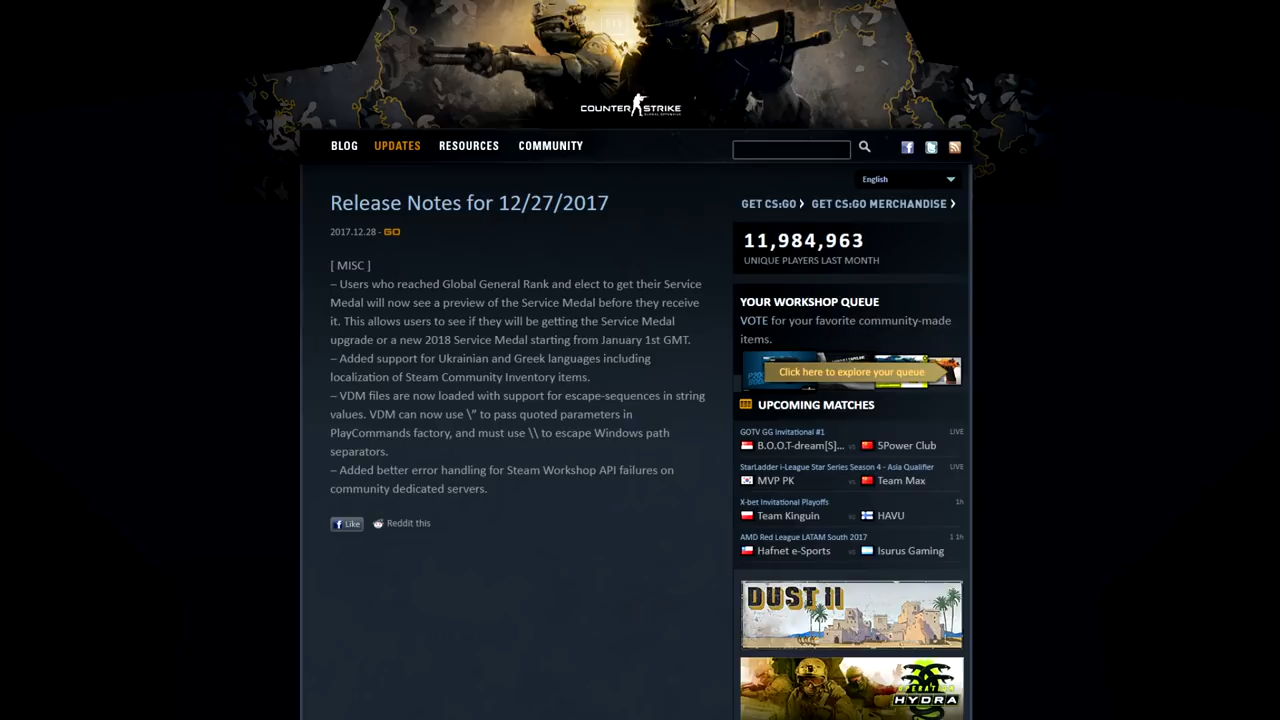 COUNTER STRIKE
GLOBAL OFFENSIVE
BLOG UPDATES RESOURCES COMMUNITY
English
Release Notes for 12/27/2017
2017.12.28 - GO
[ MISC ]
– Users who reached Global General Rank and elect to get their Service
Medal will now see a preview of the Service Medal before they receive
it. This allows users to see if they will be getting the Service Medal
upgrade or a new 2018 Service Medal starting from January 1st GMT.
– Added support for Ukrainian and Greek languages including
localization of Steam Community Inventory items.
– VDM files are now loaded with support for escape-sequences in string
values. VDM can now use \” to pass quoted parameters in
PlayCommands factory, and must use \\ to escape Windows path
separators.
– Added better error handling for Steam Workshop API failures on
community dedicated servers.
Like Reddit this
GET CS:GO GET CS:GO MERCHANDISE
11,984,963
UNIQUE PLAYERS LAST MONTH
YOUR WORKSHOP QUEUE
VOTE for your favorite community-made
items.
Click here to explore your queue
UPCOMING MATCHES
GOTV GG Invitational #1 LIVE
B.O.O.T-dream[S]... vs 5Power Club
StarLadder i-League Star Series Season 4 - Asia Qualifier LIVE
MVP PK vs Team Max
X-bet Invitational Playoffs 1h
Team Kinguin vs HAVU
AMD Red League LATAM South 2017 11h
Hafnet e-Sports vs Isurus Gaming
DUST II
OPERATION
HYDRA